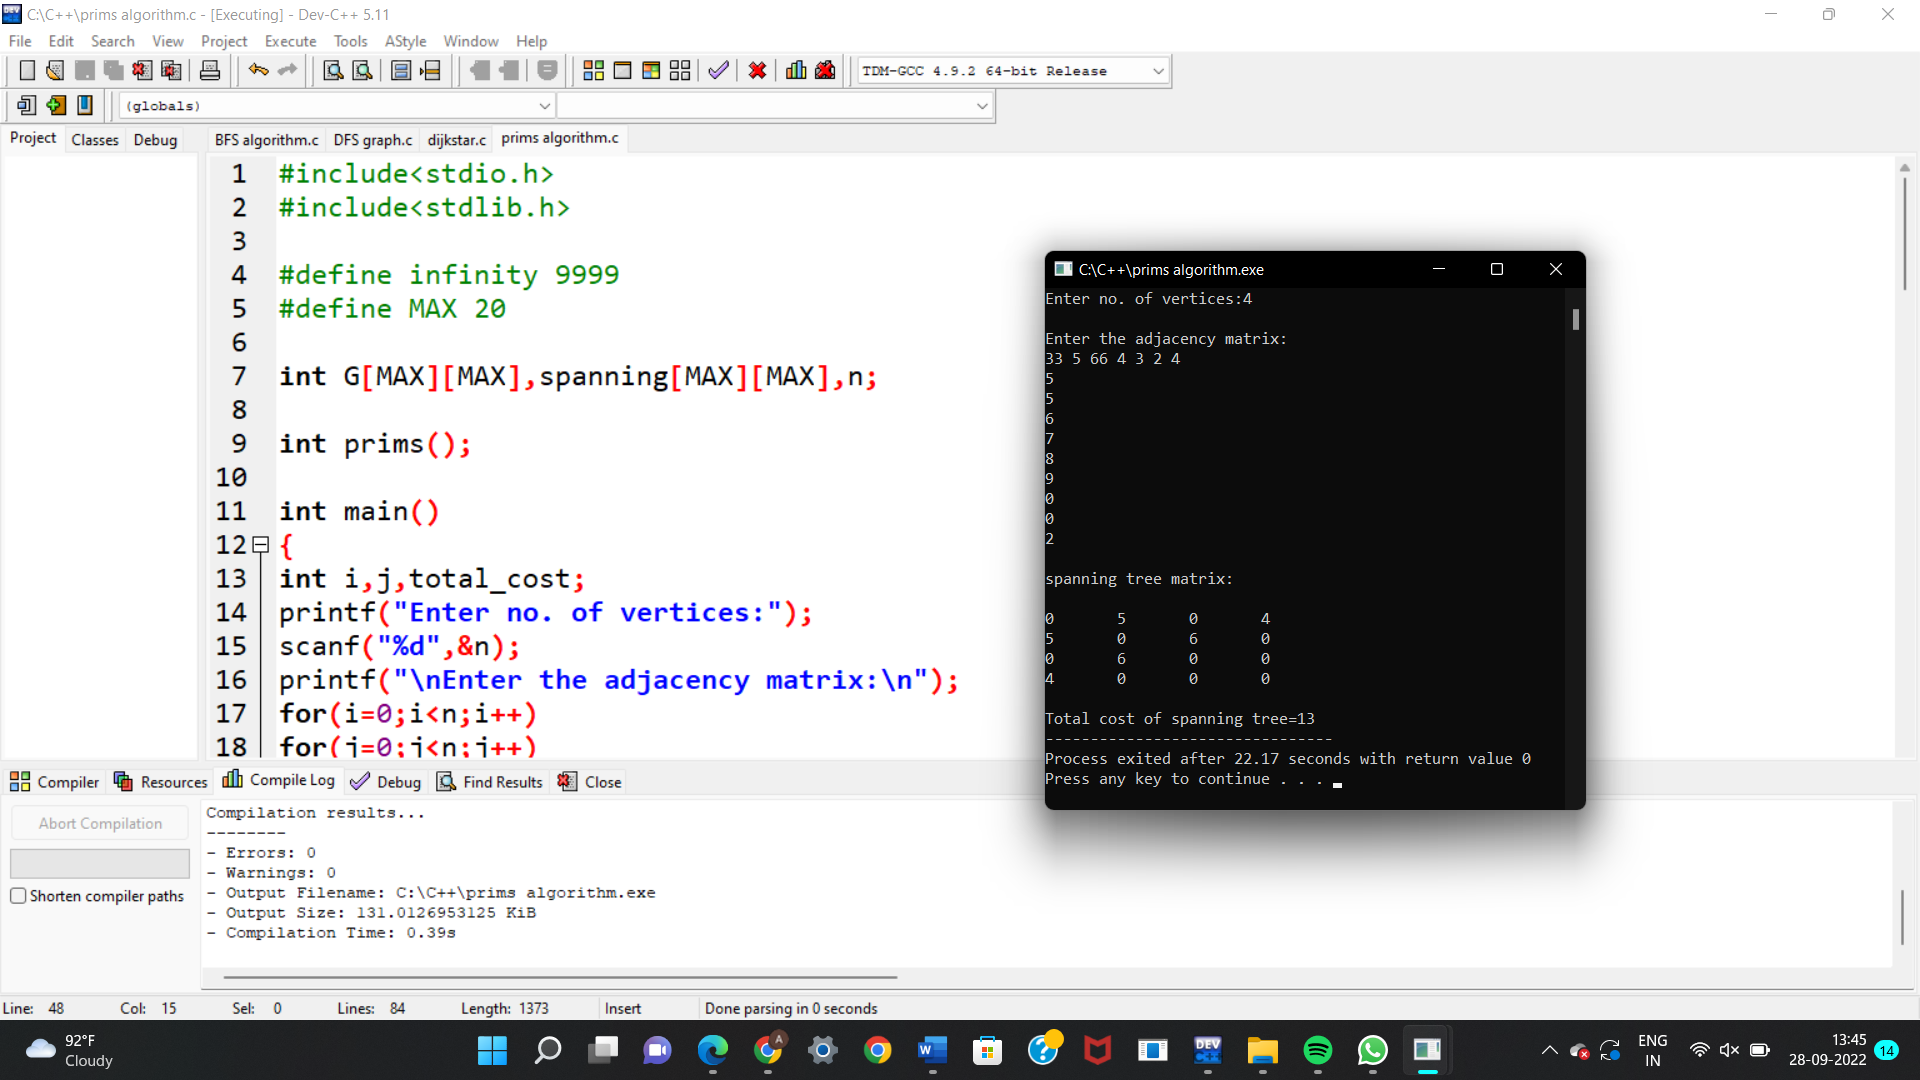 C:\C++\prims algorithm.c - [Executing] - Dev-C++ 5.11
File Edit Search View Project Execute Tools AStyle Window Help
TDM-GCC 4.9.2 64-bit Release
(globals)
Project Classes Debug
BFS algorithm.c DFS graph.c dijkstar.c prims algorithm.c
1 #include<stdio.h>
2 #include<stdlib.h>
3
4 #define infinity 9999
5 #define MAX 20
6
7 int G[MAX][MAX],spanning[MAX][MAX],n;
8
9 int prims();
10
11 int main()
12 {
13 int i,j,total_cost;
14 printf("Enter no. of vertices:");
15 scanf("%d",&n);
16 printf("\nEnter the adjacency matrix:\n");
17 for(i=0;i<n;i++)
18 for(j=0;j<n;j++)
C:\C++\prims algorithm.exe
Enter no. of vertices:4
Enter the adjacency matrix:
33 5 66 4 3 2 4
5
5
6
7
8
9
0
0
2
spanning tree matrix:
0 5 0 4
5 0 6 0
0 6 0 0
4 0 0 0
Total cost of spanning tree=13
--------------------------------
Process exited after 22.17 seconds with return value 0
Press any key to continue . . .
Compiler Resources Compile Log Debug Find Results Close
Abort Compilation
Shorten compiler paths
Compilation results...
--------
- Errors: 0
- Warnings: 0
- Output Filename: C:\C++\prims algorithm.exe
- Output Size: 131.0126953125 KiB
- Compilation Time: 0.39s
Line: 48 Col: 15 Sel: 0 Lines: 84 Length: 1373 Insert Done parsing in 0 seconds
92°F
Cloudy
A
W
DEV
C++
ENG
IN
13:45
28-09-2022
14